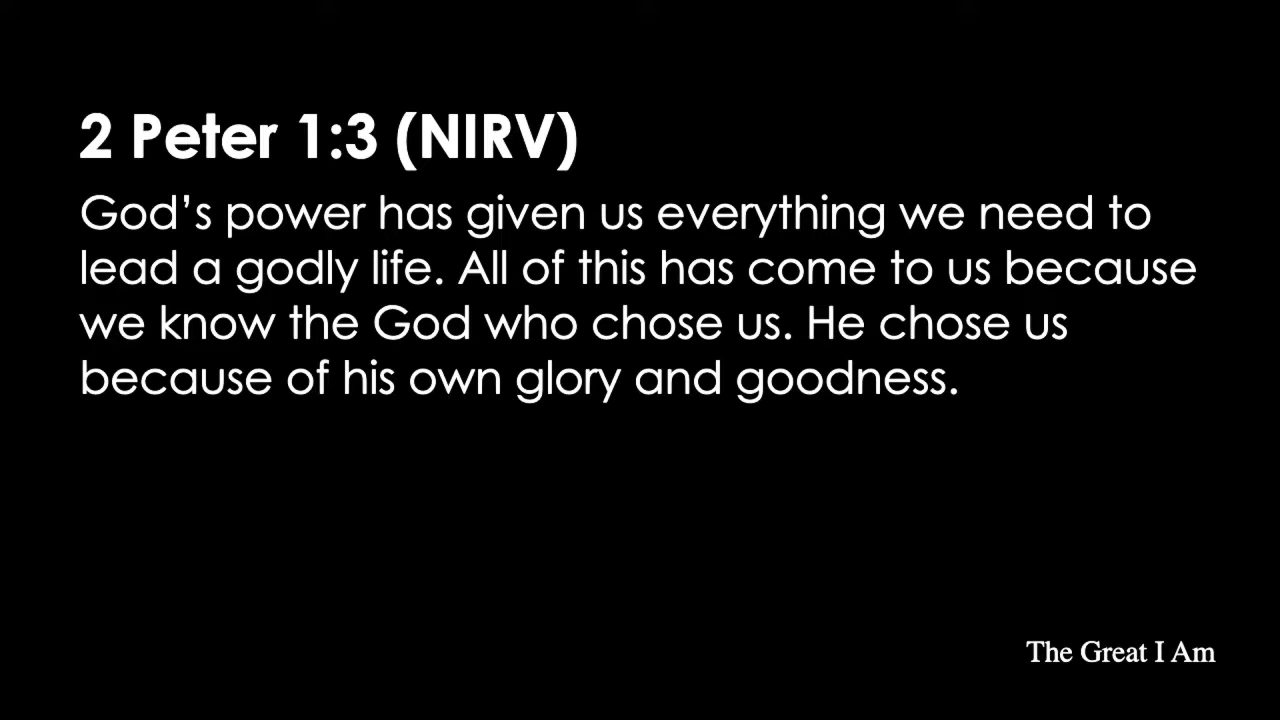 2 Peter 1:3 (NIRV)
God’s power has given us everything we need to
lead a godly life. All of this has come to us because
we know the God who chose us. He chose us
because of his own glory and goodness.
The Great I Am